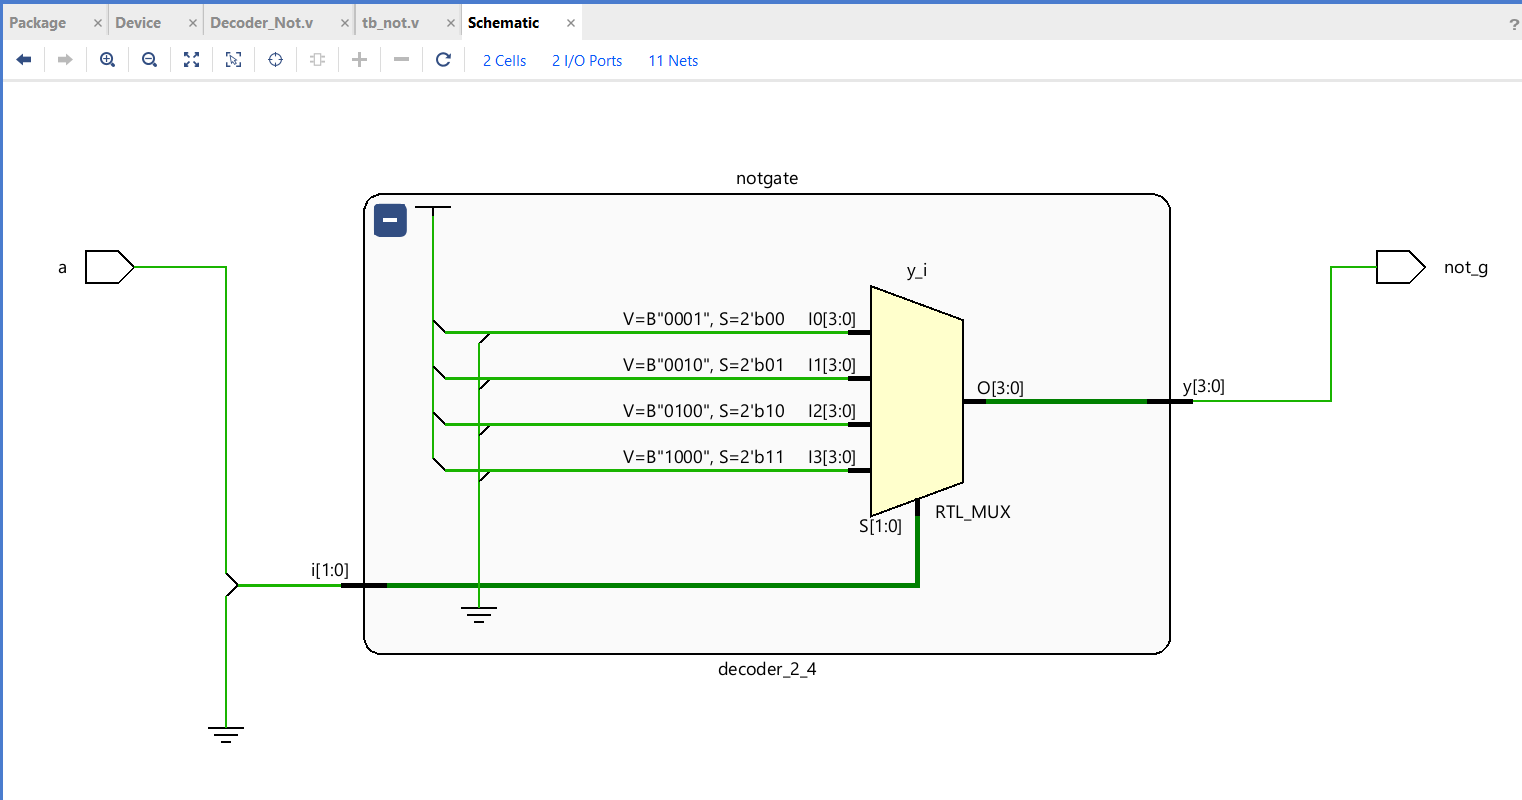 Package × Device × Decoder_Not.v × tb_not.v × Schematic × ?
2 Cells 2 I/O Ports 11 Nets
notgate
a
not_g
y_i
V=B"0001", S=2'b00 I0[3:0]
V=B"0010", S=2'b01 I1[3:0]
V=B"0100", S=2'b10 I2[3:0]
V=B"1000", S=2'b11 I3[3:0]
O[3:0]
y[3:0]
S[1:0]
RTL_MUX
i[1:0]
decoder_2_4